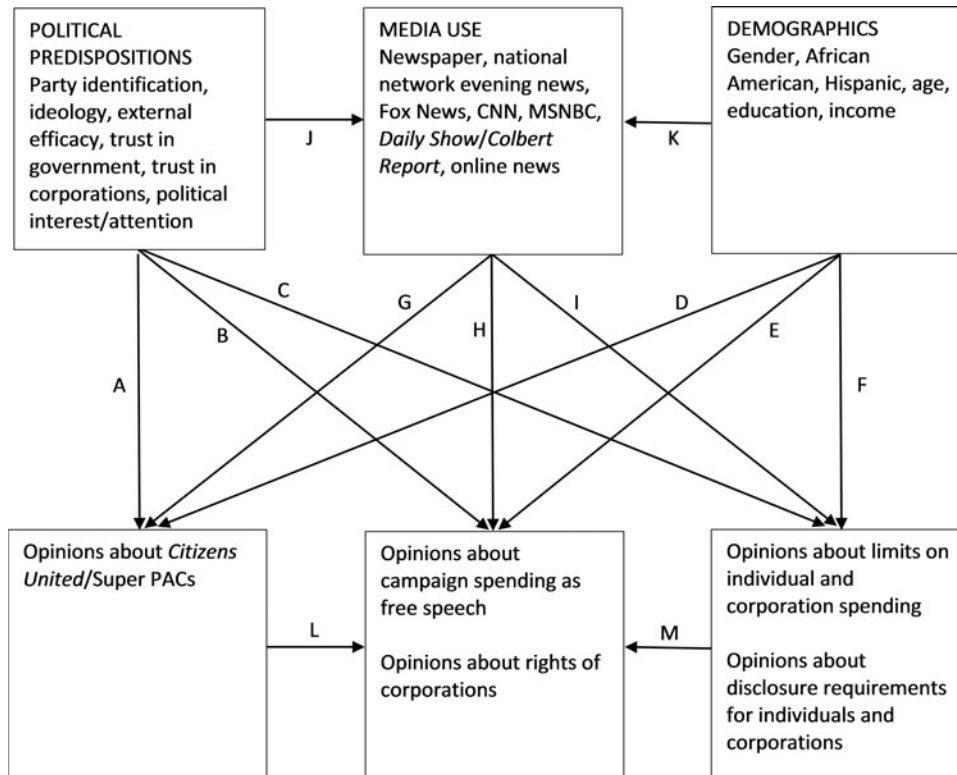 POLITICAL
PREDISPOSITIONS
Party identification,
ideology, external
efficacy, trust in
government, trust in
corporations, political
interest/attention
MEDIA USE
Newspaper, national
network evening news,
Fox News, CNN, MSNBC,
Daily Show/Colbert
Report, online news
DEMOGRAPHICS
Gender, African
American, Hispanic, age,
education, income
J
K
C
G
I
D
B
H
E
A
F
Opinions about Citizens
United/Super PACs
Opinions about
campaign spending as
free speech
Opinions about rights of
corporations
Opinions about limits on
individual and
corporation spending
Opinions about
disclosure requirements
for individuals and
corporations
L
M